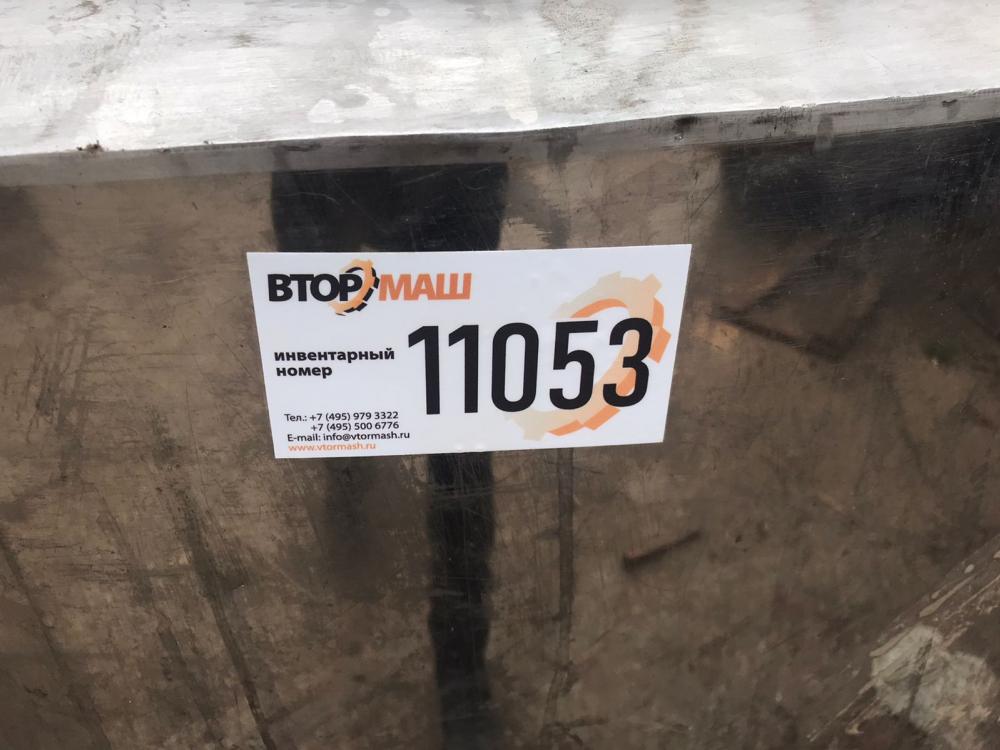 ВТОРМАШ
инвентарный
номер
11053
Тел.: +7 (495) 979 3322
+7 (495) 500 6776
E-mail: info@vtormash.ru
www.vtormash.ru